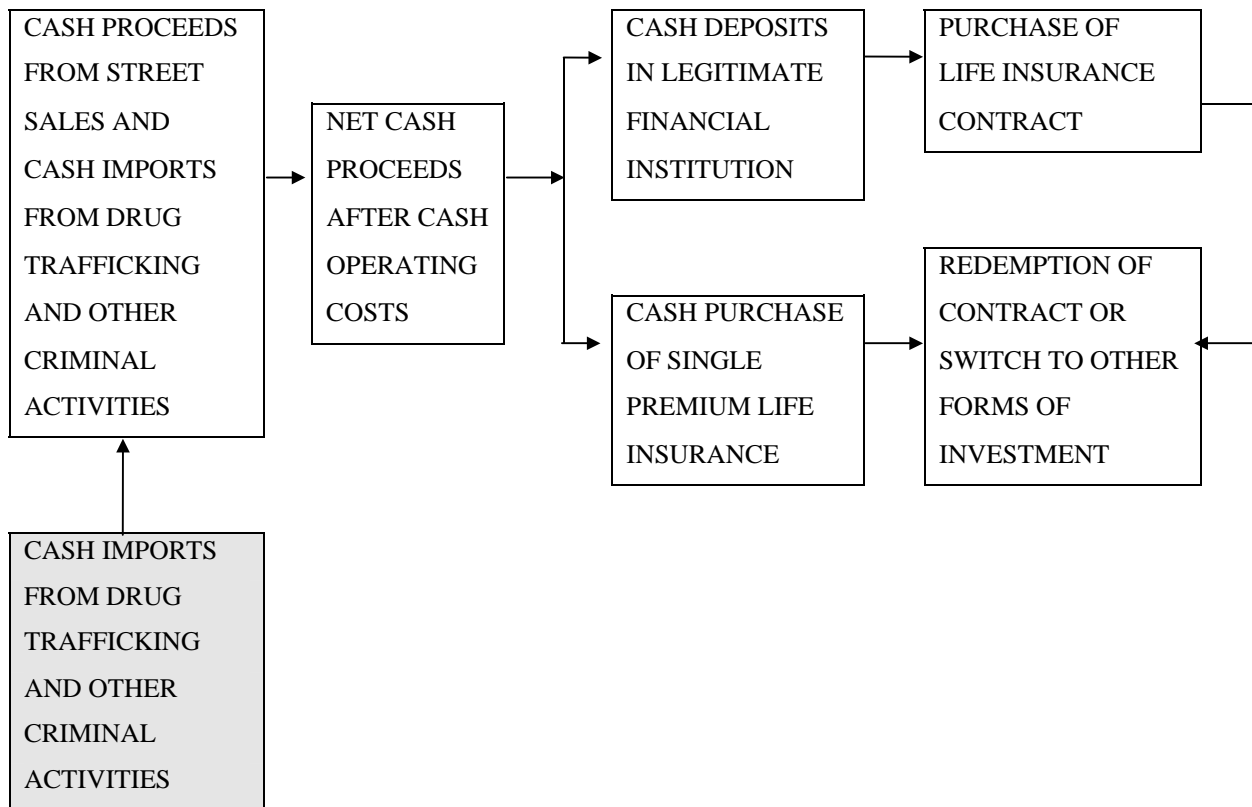 CASH PROCEEDS
FROM STREET
SALES AND
CASH IMPORTS
FROM DRUG
TRAFFICKING
AND OTHER
CRIMINAL
ACTIVITIES
NET CASH
PROCEEDS
AFTER CASH
OPERATING
COSTS
CASH DEPOSITS
IN LEGITIMATE
FINANCIAL
INSTITUTION
PURCHASE OF
LIFE INSURANCE
CONTRACT
CASH PURCHASE
OF SINGLE
PREMIUM LIFE
INSURANCE
REDEMPTION OF
CONTRACT OR
SWITCH TO OTHER
FORMS OF
INVESTMENT
CASH IMPORTS
FROM DRUG
TRAFFICKING
AND OTHER
CRIMINAL
ACTIVITIES